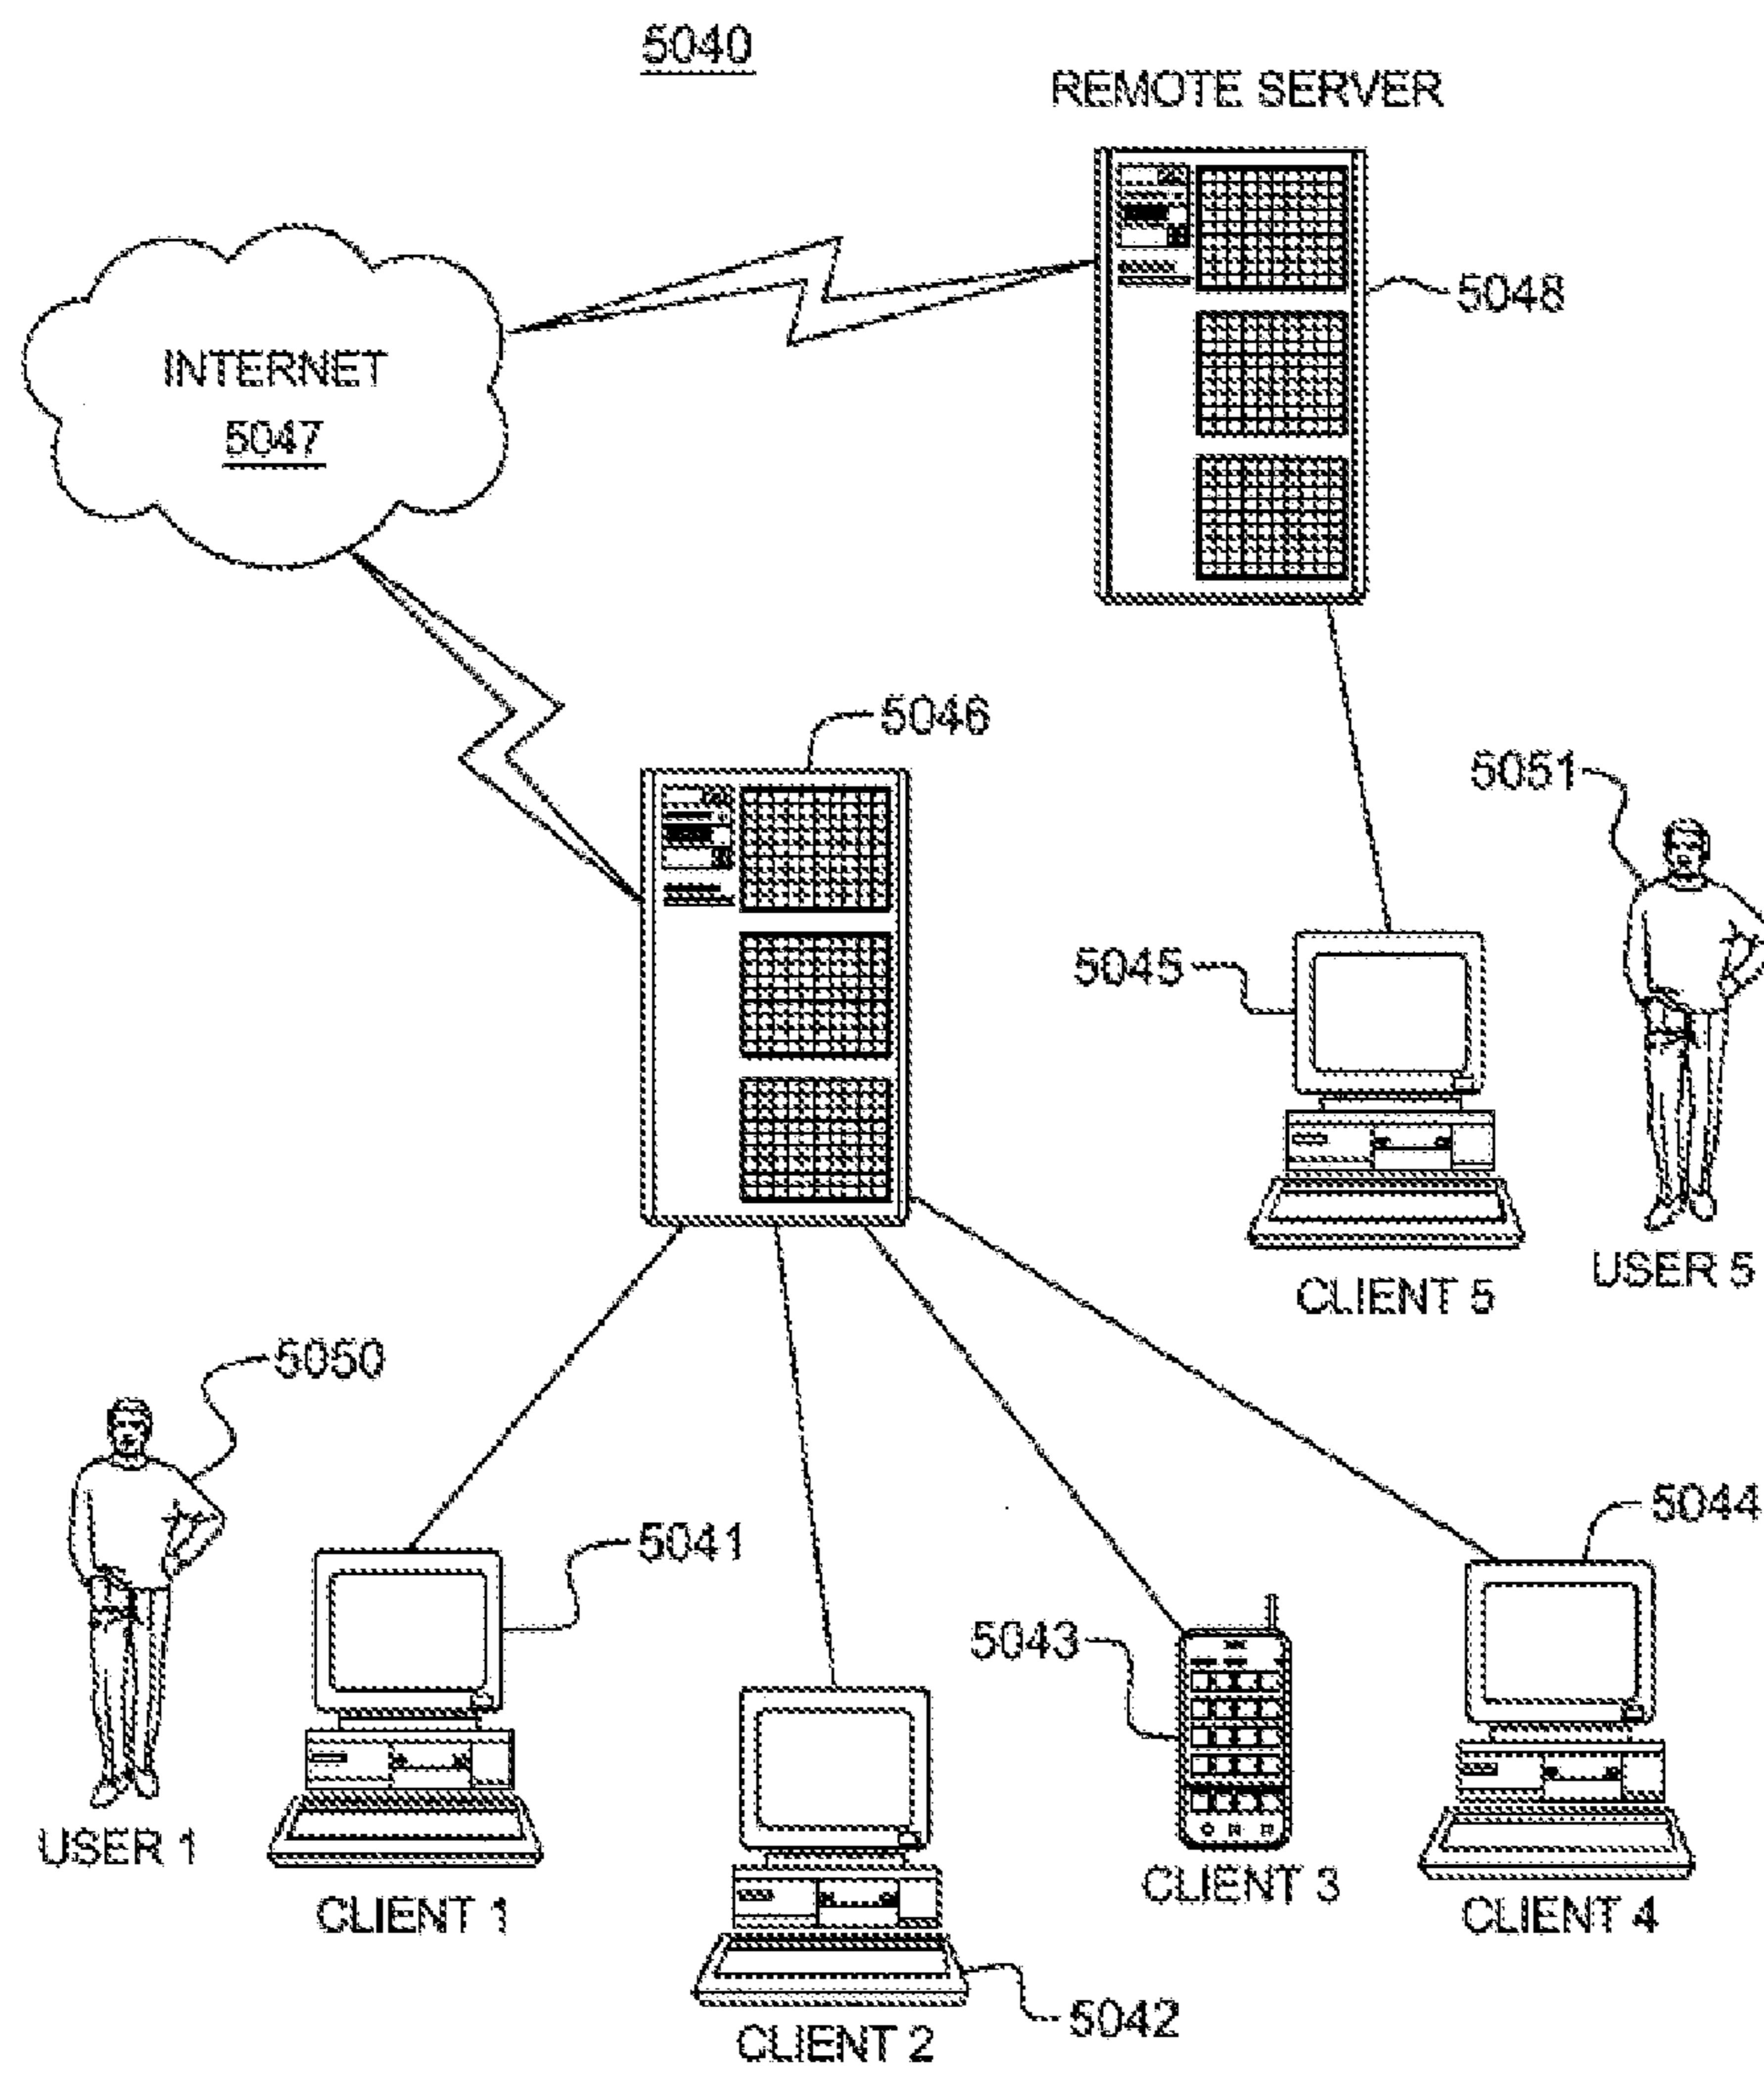 5040
REMOTE SERVER
5048
INTERNET
5047
5046
5051
5045
USER 5
CLIENT 5
5050
5041
5044
5043
USER 1
CLIENT 1
CLIENT 3
CLIENT 4
5042
CLIENT 2